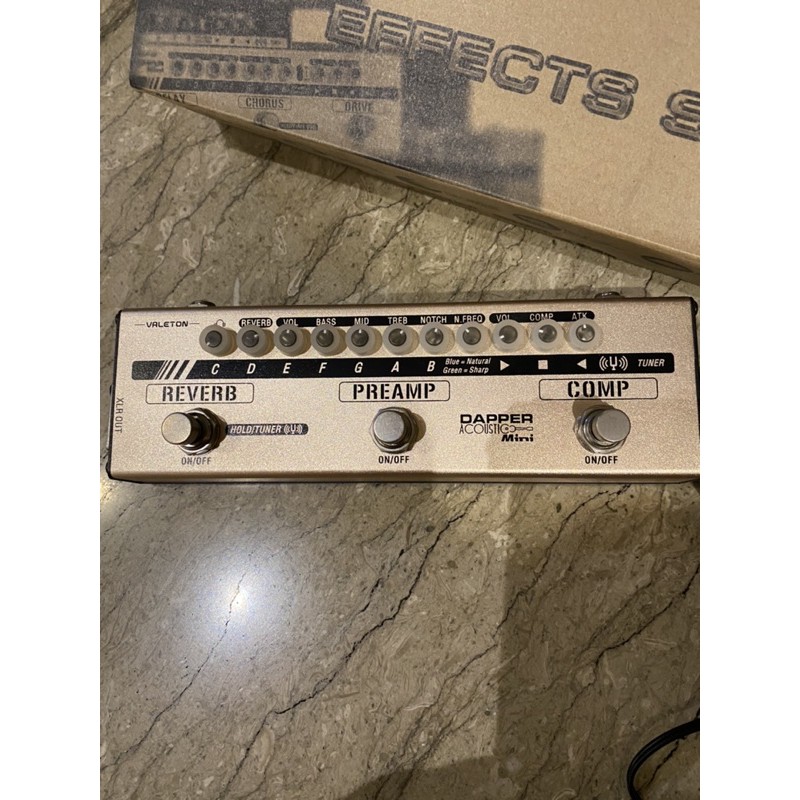 EFFECTS S
CHORUS
DRIVE
VALETON
REVERB VOL BASS MID TREB NOTCH N.FREQ VOL COMP ATK
C D E F G A B Blue = Natural
Green = Sharp TUNER
REVERB PREAMP COMP
XLR OUT
HOLD/TUNER
DAPPER
ACOUSTIC
Mini
ON/OFF ON/OFF ON/OFF